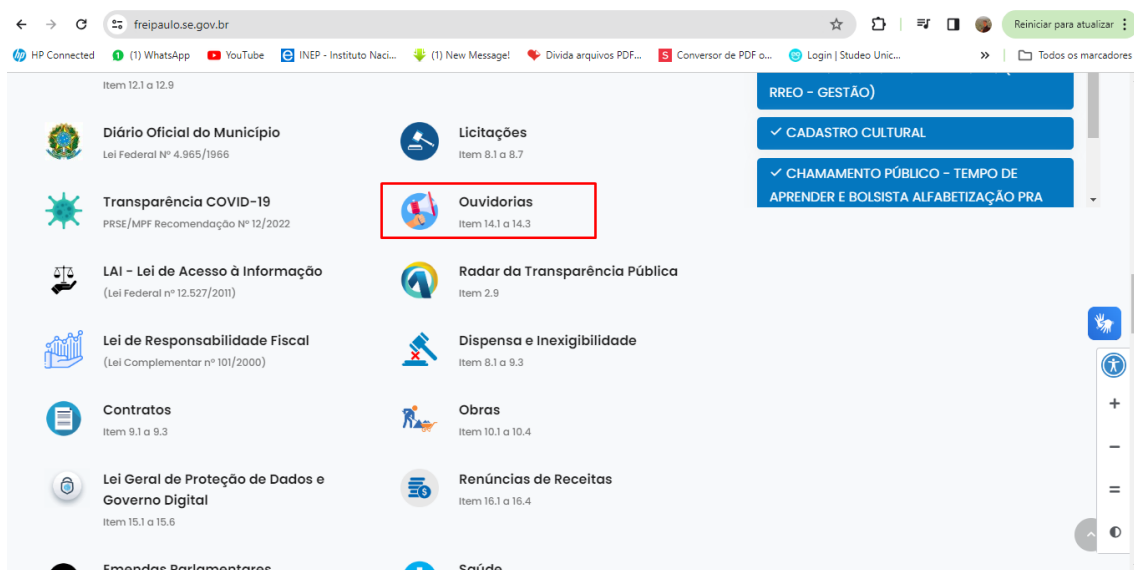 freipaulo.se.gov.br
Reiniciar para atualizar
HP Connected
(1) WhatsApp
YouTube
INEP - Instituto Naci...
(1) New Message!
Divida arquivos PDF...
Conversor de PDF o...
Login | Studeo Unic...
»
Todos os marcadores
Item 12.1 a 12.9
RREO - GESTÃO)
Diário Oficial do Município
Lei Federal Nº 4.965/1966
Licitações
Item 8.1 a 8.7
CADASTRO CULTURAL
CHAMAMENTO PÚBLICO - TEMPO DE
APRENDER E BOLSISTA ALFABETIZAÇÃO PRA
Transparência COVID-19
PRSE/MPF Recomendação Nº 12/2022
Ouvidorias
Item 14.1 a 14.3
LAI - Lei de Acesso à Informação
(Lei Federal nº 12.527/2011)
Radar da Transparência Pública
Item 2.9
Lei de Responsabilidade Fiscal
(Lei Complementar nº 101/2000)
Dispensa e Inexigibilidade
Item 8.1 a 9.3
Contratos
Item 9.1 a 9.3
Obras
Item 10.1 a 10.4
Lei Geral de Proteção de Dados e
Governo Digital
Item 15.1 a 15.6
Renúncias de Receitas
Item 16.1 a 16.4
Emendas Parlamentares
Saúde